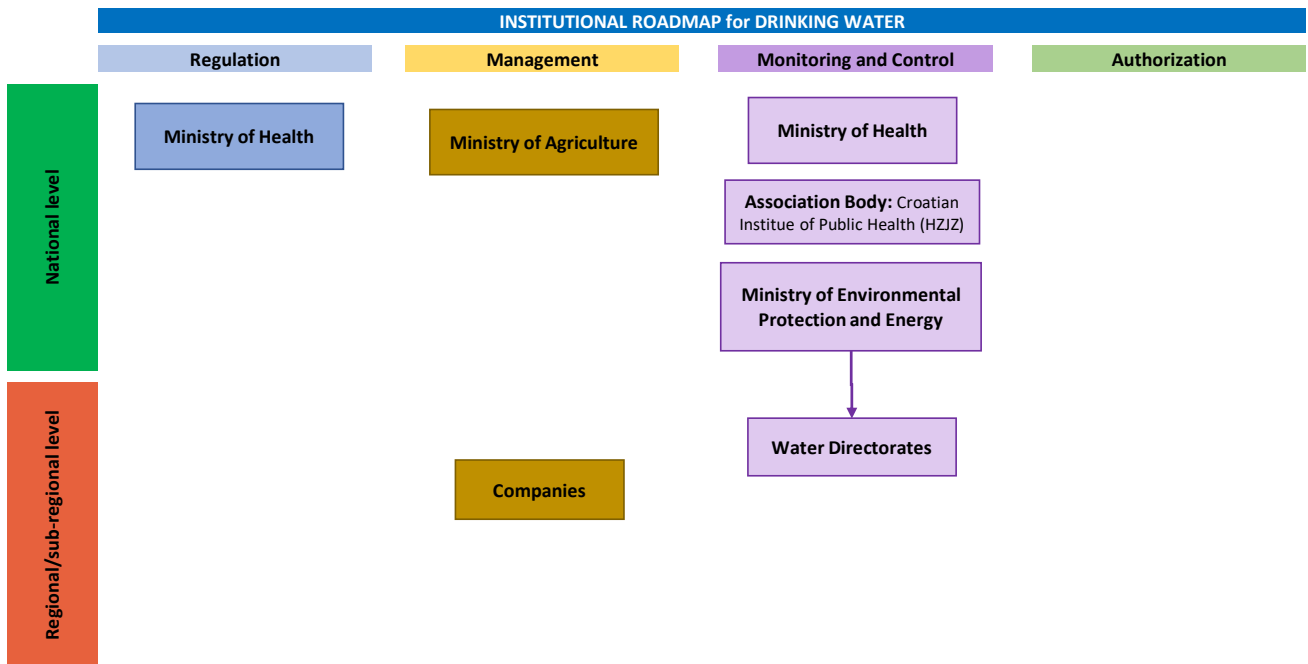 INSTITUTIONAL ROADMAP for DRINKING WATER
Regulation
Management
Monitoring and Control
Authorization
National level
Ministry of Health
Ministry of Agriculture
Ministry of Health
Association Body: Croatian
Institue of Public Health (HZJZ)
Ministry of Environmental
Protection and Energy
Regional/sub-regional level
Water Directorates
Companies